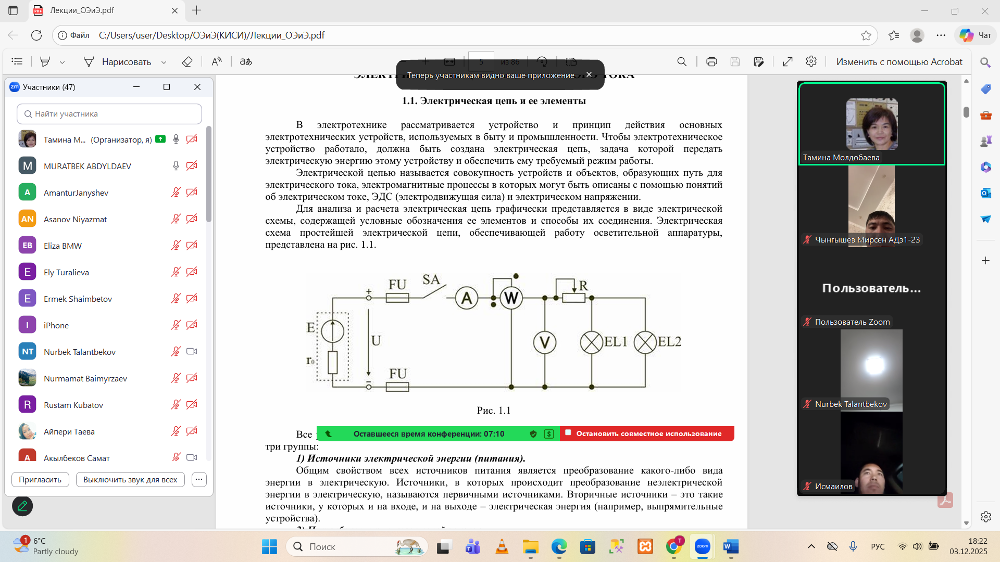 Лекции_ОЭиЭ.pdf
Файл C:/Users/user/Desktop/ОЭиЭ(КИСИ)/Лекции_ОЭиЭ.pdf
Чат
Нарисовать
аあ
5 из 86
Изменить с помощью Acrobat
Теперь участникам видно ваше приложение
Участники (47)
Найти участника
Тамина М... (Организатор, я)
M MURATBEK ABDYLDAEV
A AmanturJanyshev
AN Asanov Niyazmat
EB Eliza BMW
E Ely Turalieva
E Ermek Shaimbetov
I iPhone
NT Nurbek Talantbekov
Nurmamat Baimyrzaev
R Rustam Kubatov
Айпери Таева
А Акылбеков Самат
Пригласить
Выключить звук для всех
...
1.1. Электрическая цепь и ее элементы
В электротехнике рассматривается устройство и принцип действия основных
электротехнических устройств, используемых в быту и промышленности. Чтобы электротехническое
устройство работало, должна быть создана электрическая цепь, задача которой передать
электрическую энергию этому устройству и обеспечить ему требуемый режим работы.
Электрической цепью называется совокупность устройств и объектов, образующих путь для
электрического тока, электромагнитные процессы в которых могут быть описаны с помощью понятий
об электрическом токе, ЭДС (электродвижущая сила) и электрическом напряжении.
Для анализа и расчета электрическая цепь графически представляется в виде электрической
схемы, содержащей условные обозначения ее элементов и способы их соединения. Электрическая
схема простейшей электрической цепи, обеспечивающей работу осветительной аппаратуры,
представлена на рис. 1.1.
+ FU SA A W R
E U V EL1 EL2
r₀
− FU
Рис. 1.1
Все
Оставшееся время конференции: 07:10
Остановить совместное использование
три группы:
1) Источники электрической энергии (питания).
Общим свойством всех источников питания является преобразование какого-либо вида
энергии в электрическую. Источники, в которых происходит преобразование неэлектрической
энергии в электрическую, называются первичными источниками. Вторичные источники – это такие
источники, у которых и на входе, и на выходе – электрическая энергия (например, выпрямительные
устройства).
Тамина Молдобаева
Чынгышев Мирсен АДз1-23
Пользователь...
Пользователь Zoom
Nurbek Talantbekov
Исмаилов
1
6°C
Partly cloudy
Поиск
T
zoom
РУС
18:22
03.12.2025